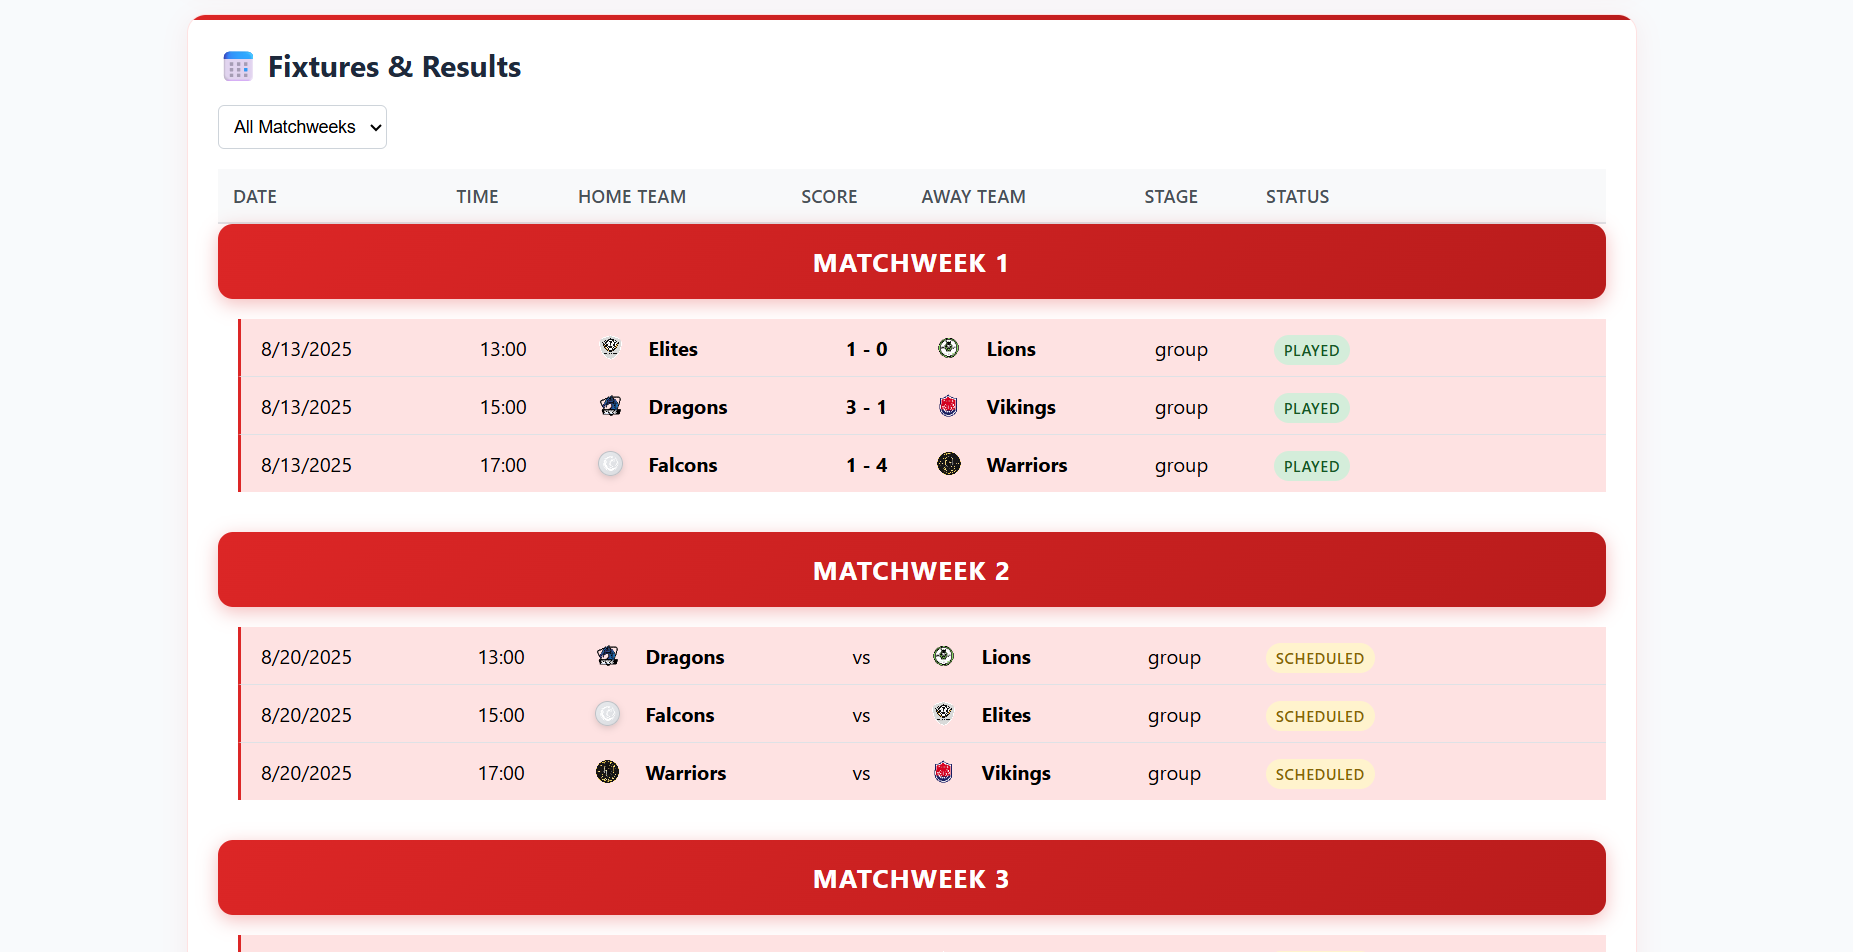 Fixtures & Results
All Matchweeks
DATE TIME HOME TEAM SCORE AWAY TEAM STAGE STATUS
MATCHWEEK 1
8/13/2025 13:00 Elites 1 - 0 Lions group PLAYED
8/13/2025 15:00 Dragons 3 - 1 Vikings group PLAYED
8/13/2025 17:00 Falcons 1 - 4 Warriors group PLAYED
MATCHWEEK 2
8/20/2025 13:00 Dragons vs Lions group SCHEDULED
8/20/2025 15:00 Falcons vs Elites group SCHEDULED
8/20/2025 17:00 Warriors vs Vikings group SCHEDULED
MATCHWEEK 3